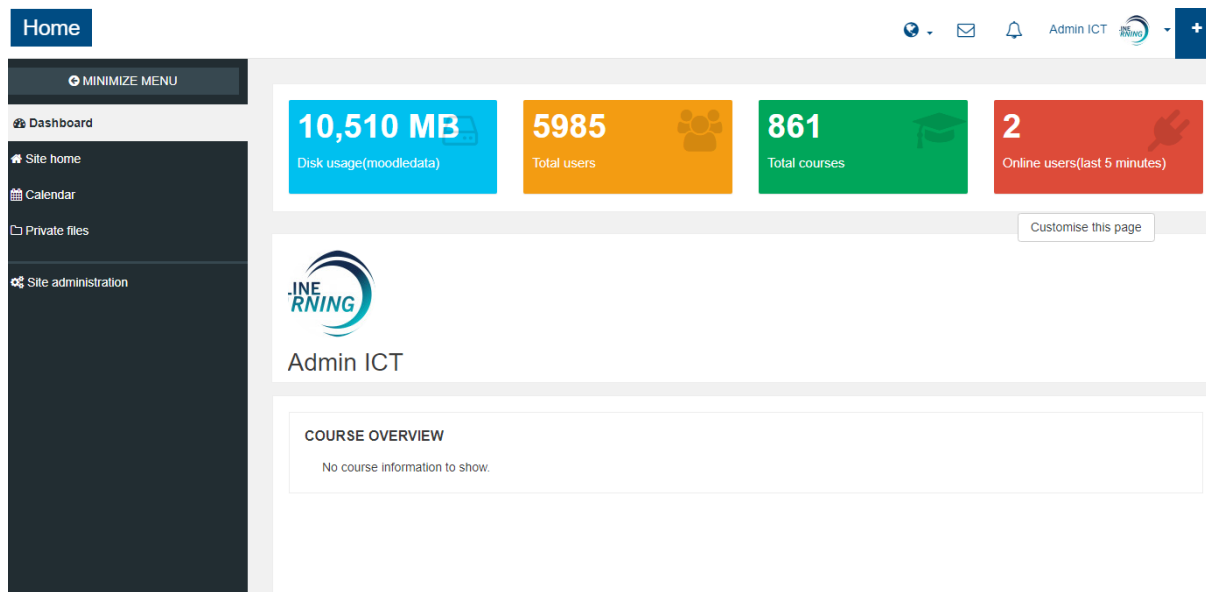 Home
Admin ICT
MINIMIZE MENU
Dashboard
Site home
Calendar
Private files
Site administration
10,510 MB
Disk usage(moodledata)
5985
Total users
861
Total courses
2
Online users(last 5 minutes)
Customise this page
INE
RNING
Admin ICT
COURSE OVERVIEW
No course information to show.